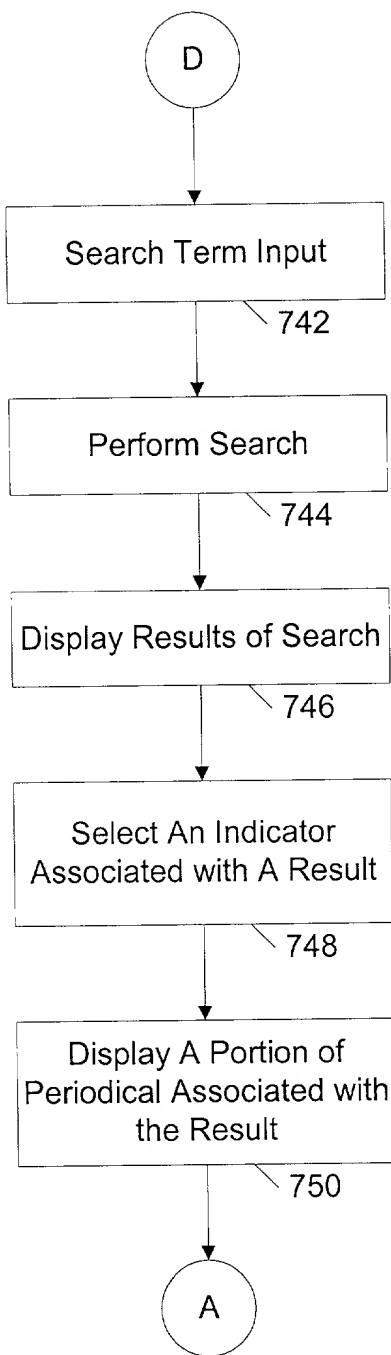 D
Search Term Input
742
Perform Search
744
Display Results of Search
746
Select An Indicator
Associated with A Result
748
Display A Portion of
Periodical Associated with
the Result
750
A